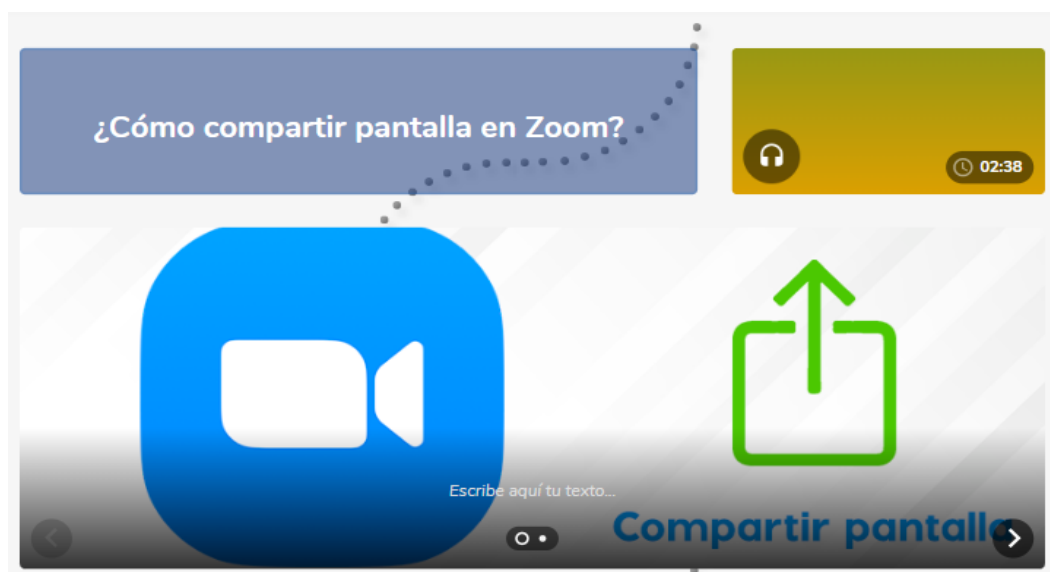 ¿Cómo compartir pantalla en Zoom?
02:38
Escribe aquí tu texto...
Compartir pantalla